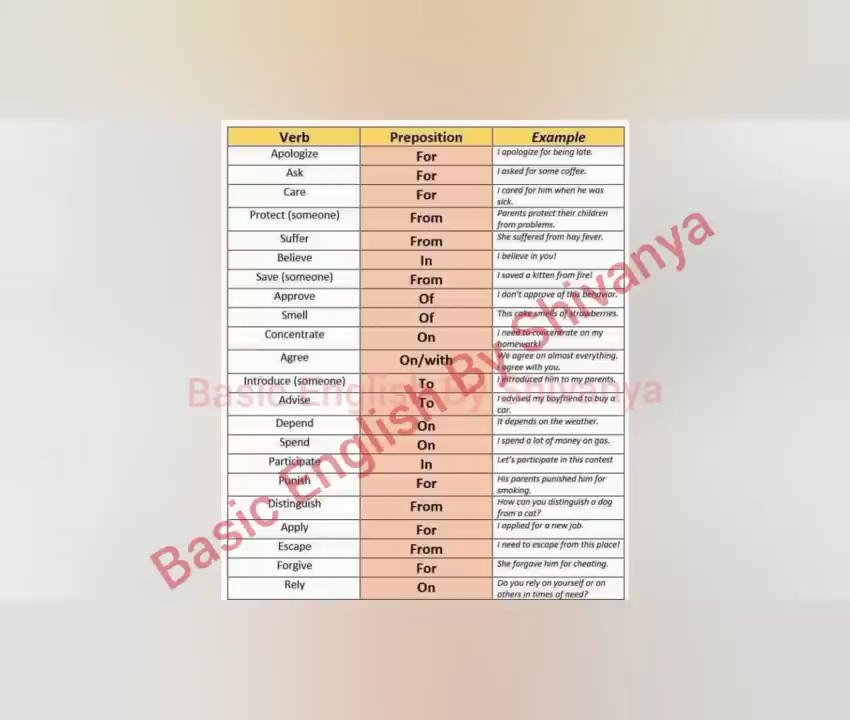 Verb Preposition Example
Apologize For I apologize for being late.
Ask For I asked for some coffee.
Care For I cared for him when he was
sick.
Protect (someone) From Parents protect their children
from problems.
Suffer From She suffered from hay fever.
Believe In I believe in you!
Save (someone) From I saved a kitten from fire!
Approve Of I don't approve of this behavior.
Smell Of This cake smells of strawberries.
Concentrate On I need to concentrate on my
homework!
Agree On/with We agree on almost everything.
I agree with you.
Introduce (someone) To I introduced him to my parents.
Advise To I advised my boyfriend to buy a
car.
Depend On It depends on the weather.
Spend On I spend a lot of money on gas.
Participate In Let's participate in this contest
Punish For His parents punished him for
smoking.
Distinguish From How can you distinguish a dog
from a cat?
Apply For I applied for a new job.
Escape From I need to escape from this place!
Forgive For She forgave him for cheating.
Rely On Do you rely on yourself or on
others in times of need?
Basic English By Shivanya
Basic English By Shivanya